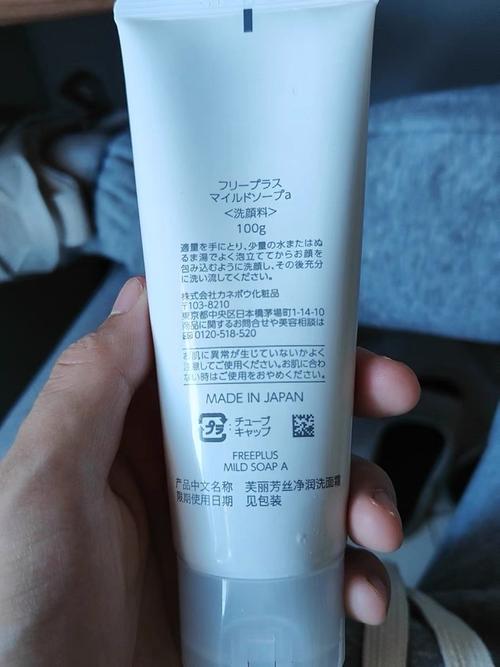 フリープラス
マイルドソープa
<洗顔料>
100g
適量を手にとり、少量の水またはぬ
るま湯でよく泡立ててからお顔を
包み込むように洗顔し、その後充分
に洗い流してください。
株式会社カネボウ化粧品
〒103-8210
東京都中央区日本橋茅場町1-14-10
商品に関するお問合せや美容相談は
0120-518-520
お肌に異常が生じていないかよく
注意してご使用ください。お肌に合わ
ない時はご使用をおやめください。
MADE IN JAPAN
プラ
:チューブ
キャップ
FREEPLUS
MILD SOAP A
产品中文名称 芙丽芳丝净润洗面霜
限期使用日期 见包装